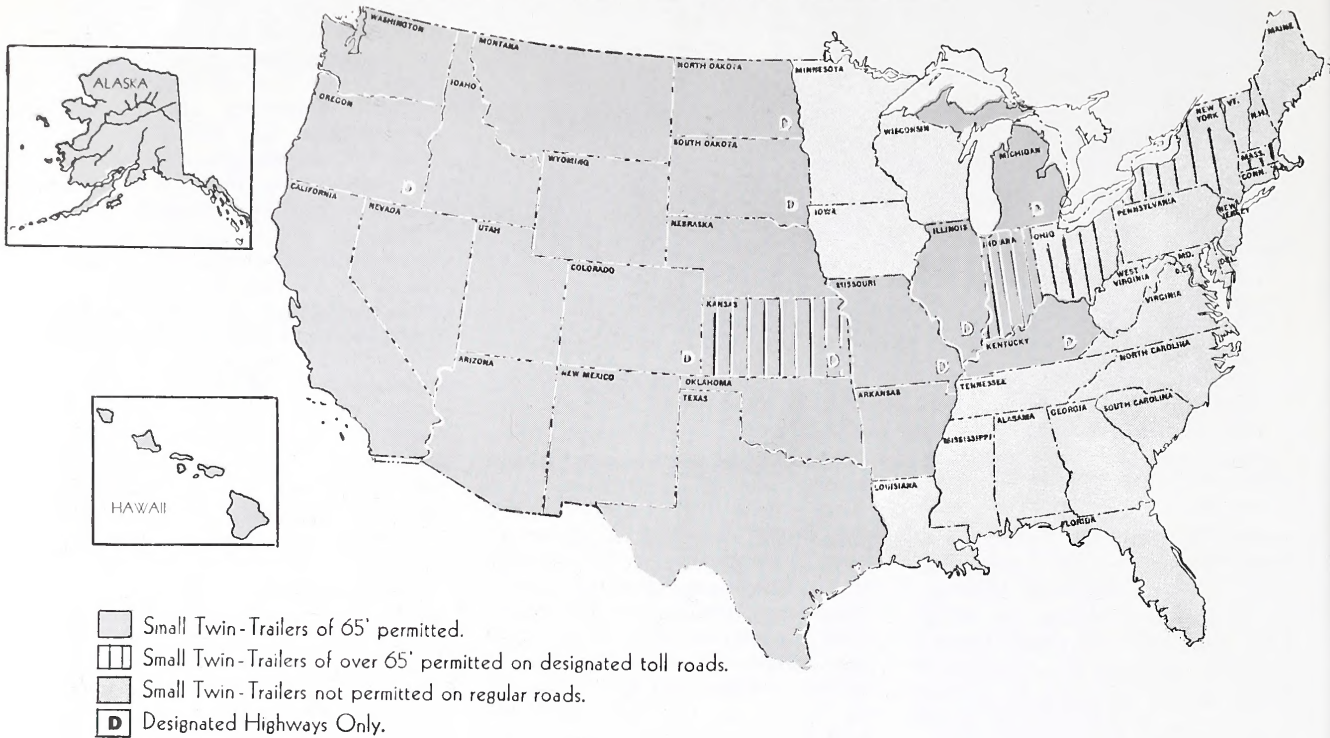 ALASKA
HAWAII
WASHINGTON
MONTANA
NORTH DAKOTA
MINNESOTA
MAINE
OREGON
IDAHO
SOUTH DAKOTA
WISCONSIN
MICHIGAN
NEW
YORK
VT.
N.H.
MASS
CONN.
WYOMING
CALIFORNIA
NEVADA
UTAH
COLORADO
NEBRASKA
IOWA
ILLINOIS
INDIANA
OHIO
PENNSYLVANIA
NEW
JERSEY
MD.
D.C.
DEL
WEST
VIRGINIA
VIRGINIA
KANSAS
MISSOURI
KENTUCKY
NORTH CAROLINA
ARIZONA
NEW MEXICO
OKLAHOMA
TEXAS
ARKANSAS
TENNESSEE
SOUTH CAROLINA
MISSISSIPPI
ALABAMA
GEORGIA
LOUISIANA
FLORIDA
D
D
D
D
D
D
D
D
D
Small Twin-Trailers of 65' permitted.
Small Twin-Trailers of over 65' permitted on designated toll roads.
Small Twin-Trailers not permitted on regular roads.
D Designated Highways Only.